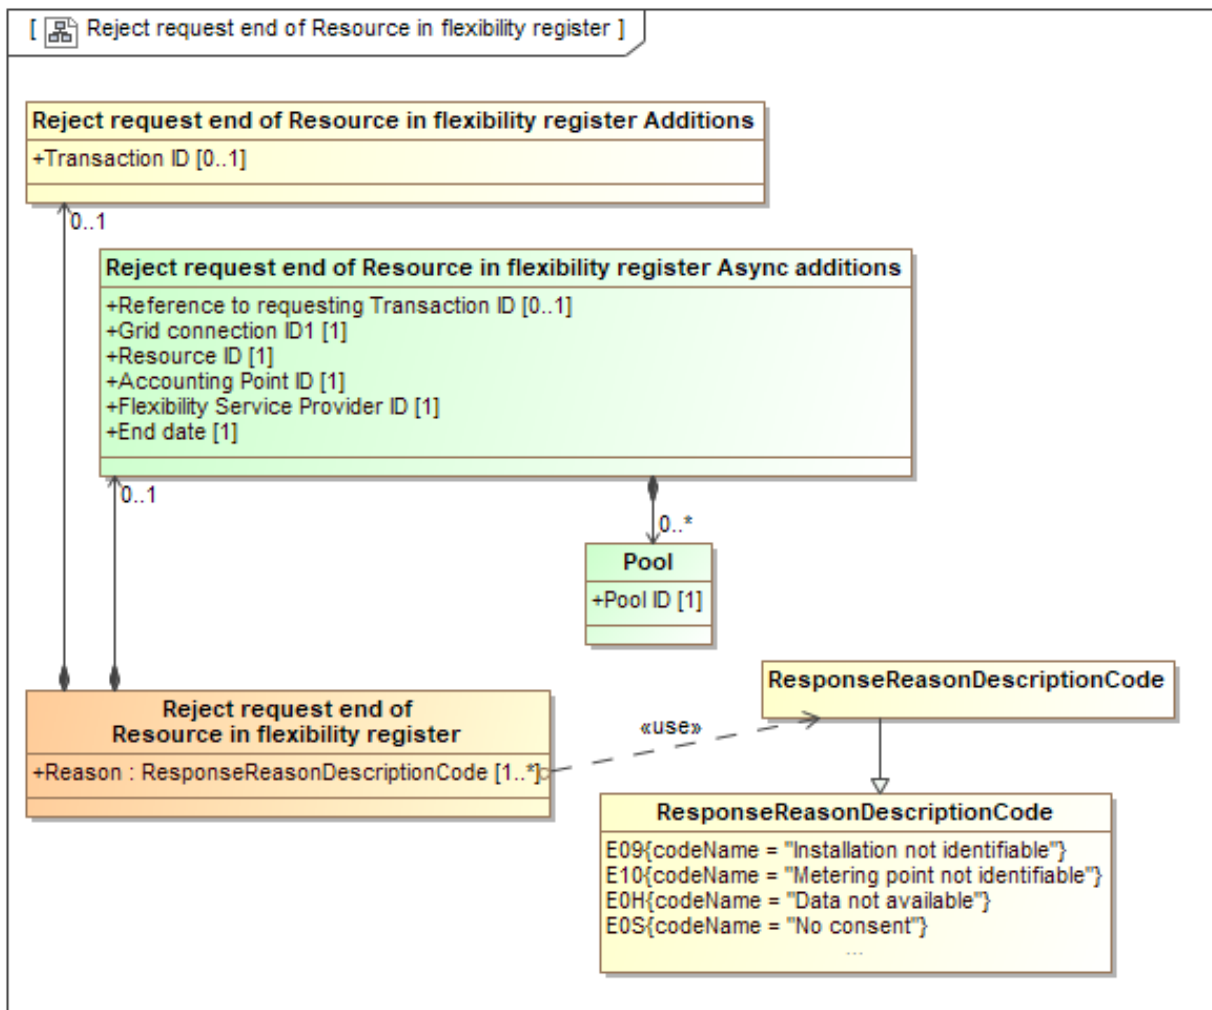 [ Reject request end of Resource in flexibility register ]
Reject request end of Resource in flexibility register Additions
+Transaction ID [0..1]
0..1
Reject request end of Resource in flexibility register Async additions
+Reference to requesting Transaction ID [0..1]
+Grid connection ID1 [1]
+Resource ID [1]
+Accounting Point ID [1]
+Flexibility Service Provider ID [1]
+End date [1]
0..1
0..*
Pool
+Pool ID [1]
Reject request end of
Resource in flexibility register
+Reason : ResponseReasonDescriptionCode [1..*]
«use»
ResponseReasonDescriptionCode
ResponseReasonDescriptionCode
E09{codeName = "Installation not identifiable"}
E10{codeName = "Metering point not identifiable"}
E0H{codeName = "Data not available"}
E0S{codeName = "No consent"}
...